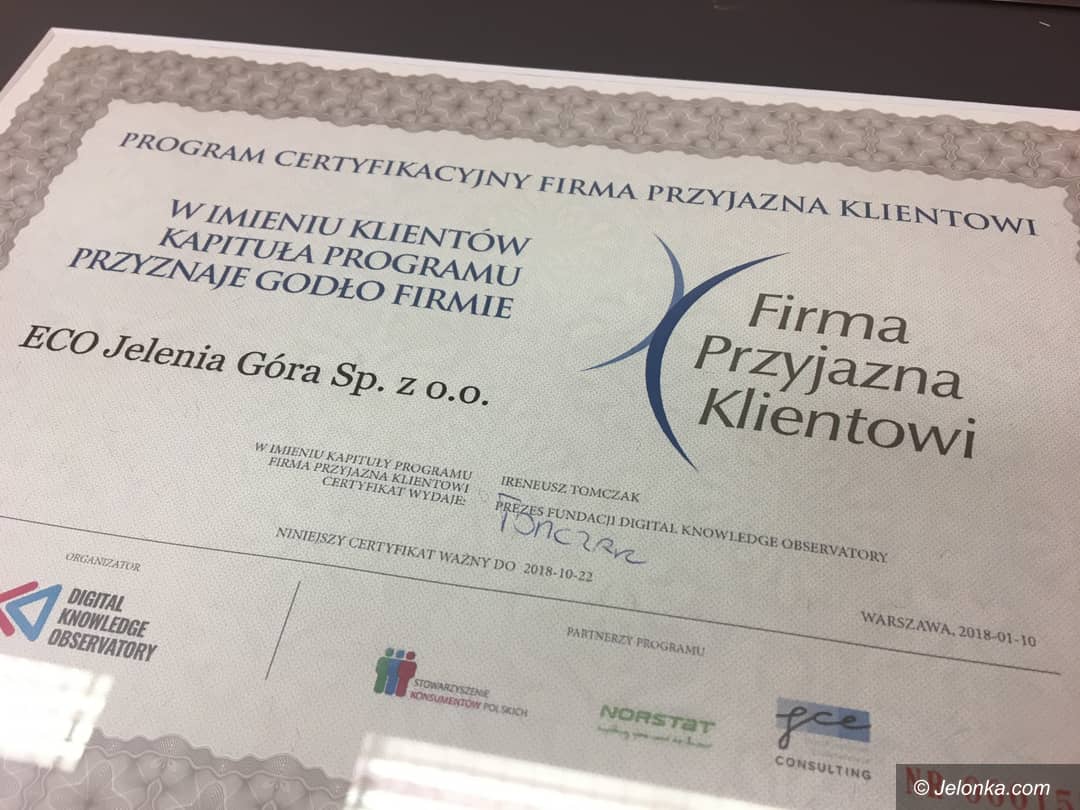 PROGRAM CERTYFIKACYJNY FIRMA PRZYJAZNA KLIENTOWI
W IMIENIU KLIENTÓW
KAPITUŁA PROGRAMU
PRZYZNAJE GODŁO FIRMIE
ECO Jelenia Góra Sp. z o.o.
Firma
Przyjazna
Klientowi
W IMIENIU KAPITUŁY PROGRAMU
FIRMA PRZYJAZNA KLIENTOWI
CERTYFIKAT WYDAJE:
IRENEUSZ TOMCZAK
PREZES FUNDACJI DIGITAL KNOWLEDGE OBSERVATORY
NINIEJSZY CERTYFIKAT WAŻNY DO 2018-10-22
WARSZAWA, 2018-01-10
ORGANIZATOR
DIGITAL
KNOWLEDGE
OBSERVATORY
PARTNERZY PROGRAMU
STOWARZYSZENIE
KONSUMENTÓW POLSKICH
NORSTAT
gce
CONSULTING
NR
© Jelonka.com